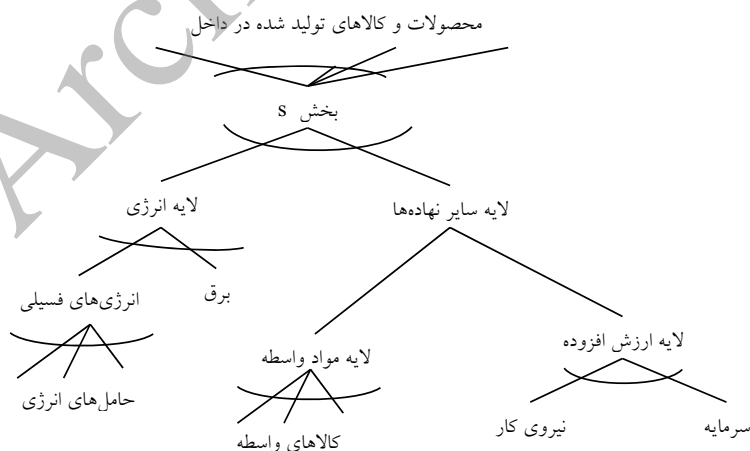 محصولات و کالاهای تولید شده در داخل
بخش s
لایه انرژی
لایه سایر نهاده‌ها
برق
انرژی‌های فسیلی
لایه ارزش افزوده
لایه مواد واسطه
حامل‌های انرژی
سرمایه
نیروی کار
کالاهای واسطه
Arc